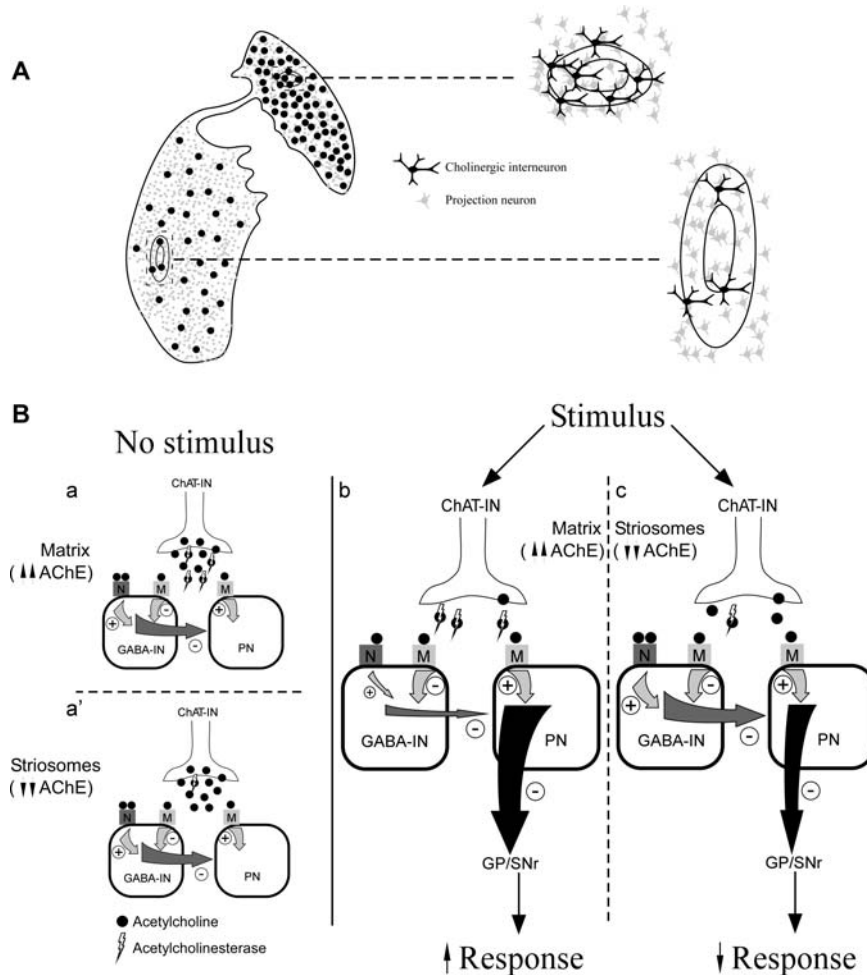 A
Cholinergic interneuron
Projection neuron
B
No stimulus
Stimulus
a
ChAT-IN
Matrix
( ▲▲ AChE)
N
M
M
+
-
+
-
GABA-IN
PN
a'
ChAT-IN
Striosomes
( ▼▼ AChE)
N
M
M
+
-
+
-
GABA-IN
PN
Acetylcholine
Acetylcholinesterase
b
ChAT-IN
Matrix
( ▲▲ AChE)
N
M
M
+
-
+
-
GABA-IN
PN
-
GP/SNr
Response
c
ChAT-IN
Striosomes
( ▼▼ AChE)
N
M
M
+
-
+
-
GABA-IN
PN
-
GP/SNr
Response